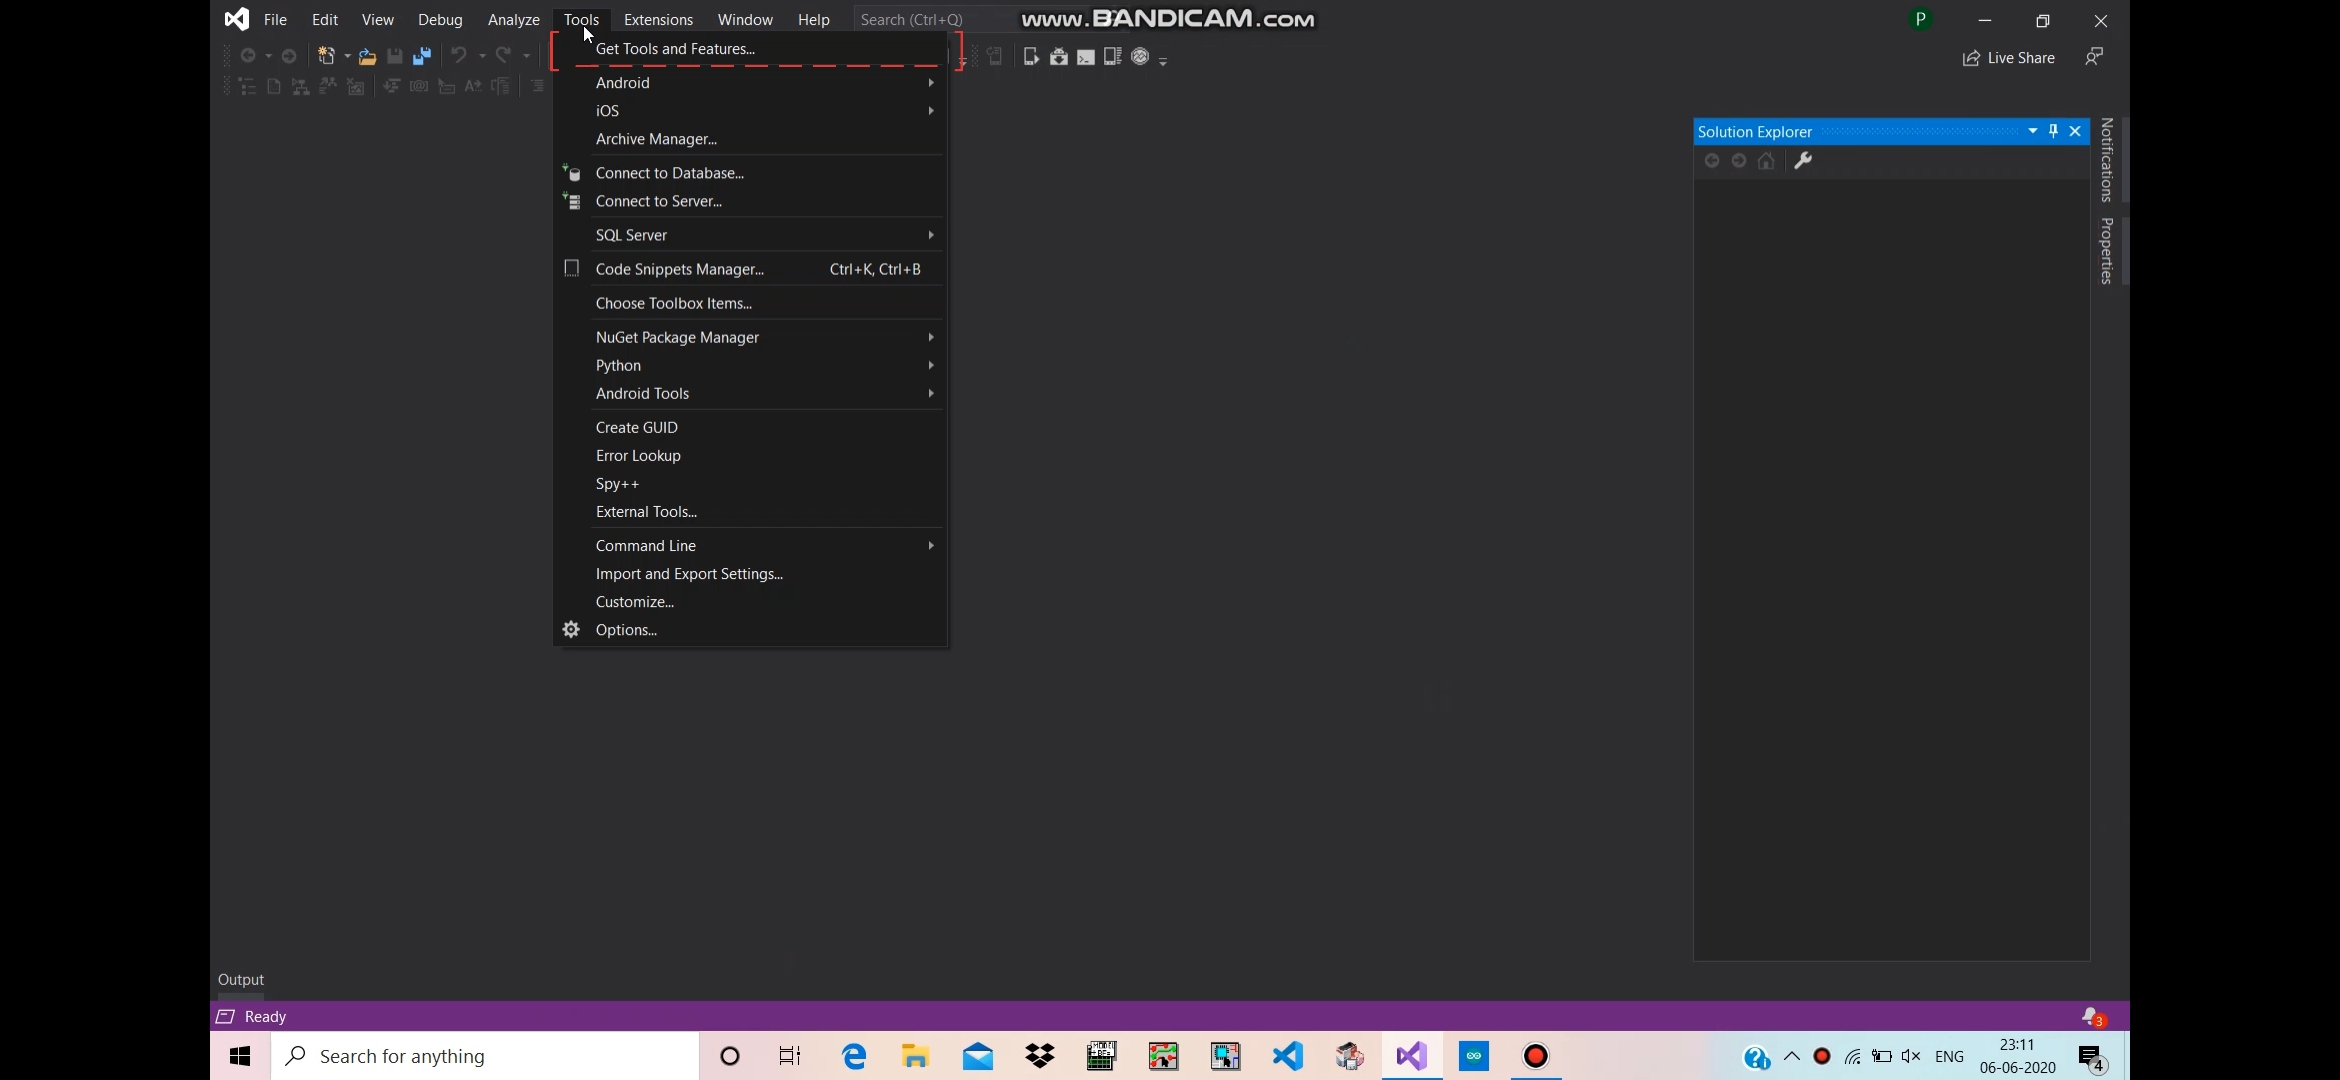 File Edit View Debug Analyze Tools Extensions Window Help Search (Ctrl+Q) www.BANDICAM.com P
Get Tools and Features...
Live Share
Android
iOS
Archive Manager...
Connect to Database...
Connect to Server...
SQL Server
Code Snippets Manager... Ctrl+K, Ctrl+B
Choose Toolbox Items...
NuGet Package Manager
Python
Android Tools
Create GUID
Error Lookup
Spy++
External Tools...
Command Line
Import and Export Settings...
Customize...
Options...
Solution Explorer
Notifications
Properties
Output
Ready
3
Search for anything
ENG
23:11
06-06-2020
4